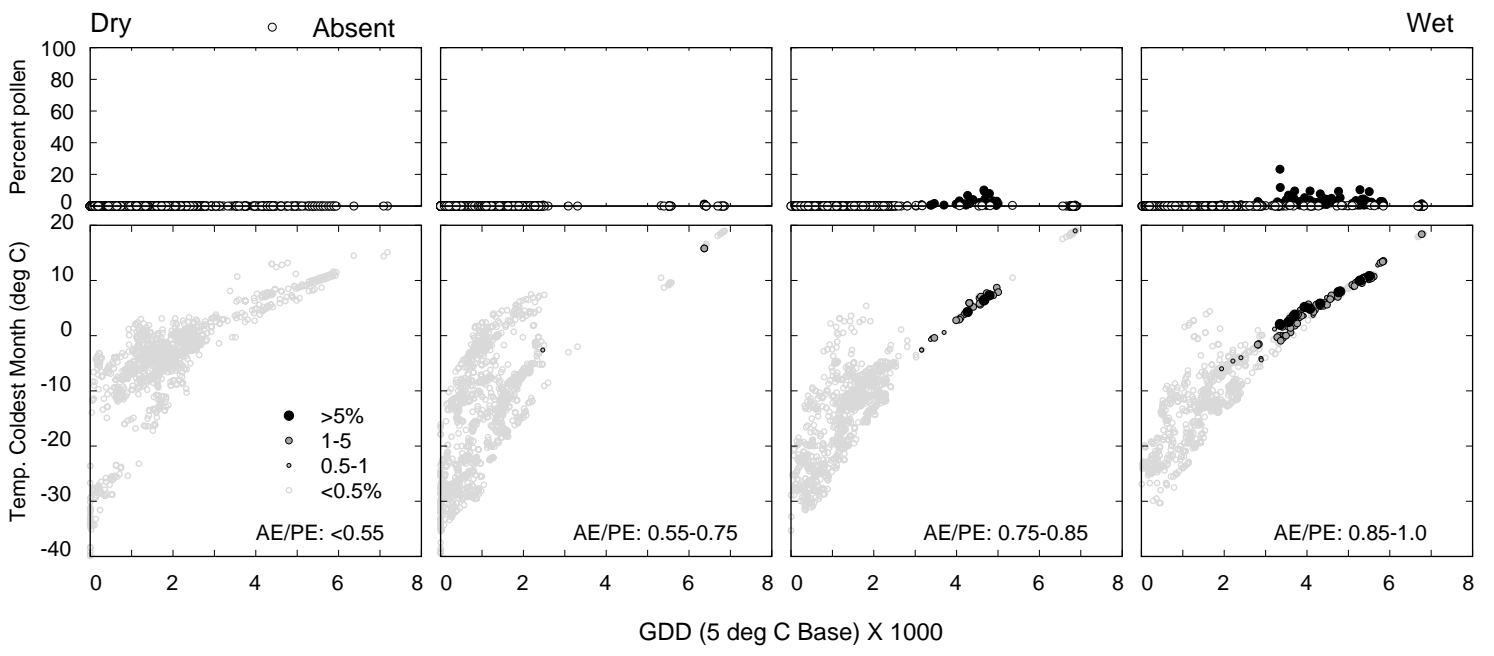 Dry
Absent
Wet
Percent pollen
100
80
60
40
20
0
Temp. Coldest Month (deg C)
20
10
0
-10
-20
-30
-40
>5%
1-5
0.5-1
<0.5%
AE/PE: <0.55
AE/PE: 0.55-0.75
AE/PE: 0.75-0.85
AE/PE: 0.85-1.0
0 2 4 6 8
0 2 4 6 8
0 2 4 6 8
0 2 4 6 8
GDD (5 deg C Base) X 1000